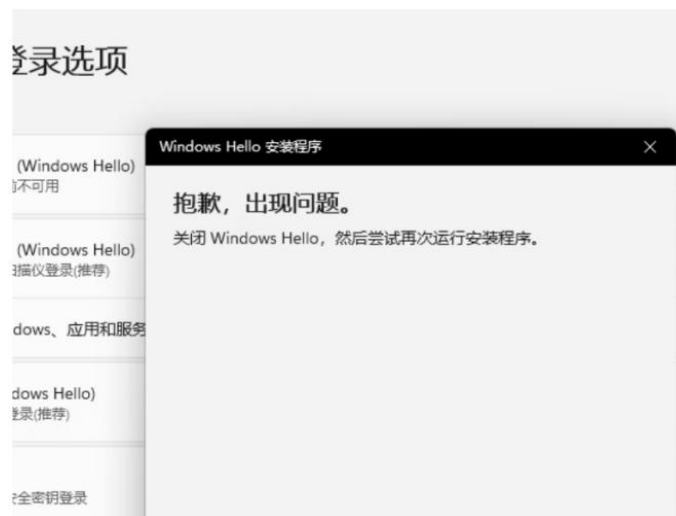 登录选项
Windows Hello 安装程序
(Windows Hello)
前不可用
抱歉，出现问题。
关闭 Windows Hello，然后尝试再次运行安装程序。
(Windows Hello)
扫描仪登录(推荐)
dows、应用和服务
dows Hello)
登录(推荐)
安全密钥登录